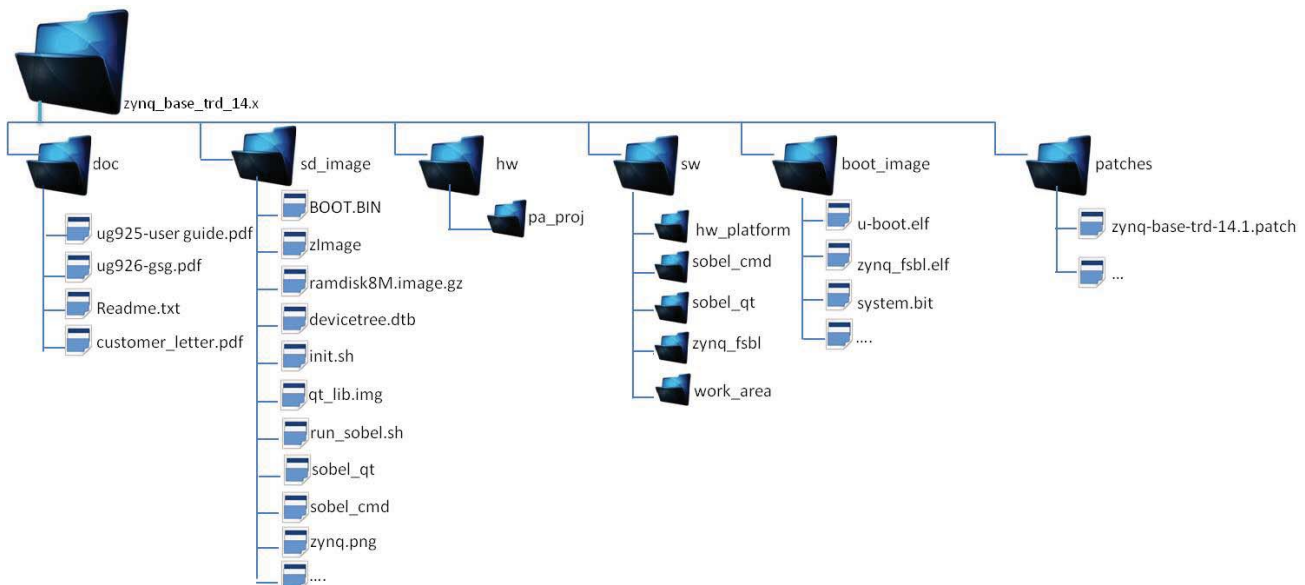 zynq_base_trd_14.x
doc
ug925-user guide.pdf
ug926-gsg.pdf
Readme.txt
customer_letter.pdf
sd_image
BOOT.BIN
zImage
ramdisk8M.image.gz
devicetree.dtb
init.sh
qt_lib.img
run_sobel.sh
sobel_qt
sobel_cmd
zynq.png
....
hw
pa_proj
sw
hw_platform
sobel_cmd
sobel_qt
zynq_fsbl
work_area
boot_image
u-boot.elf
zynq_fsbl.elf
system.bit
....
patches
zynq-base-trd-14.1.patch
...